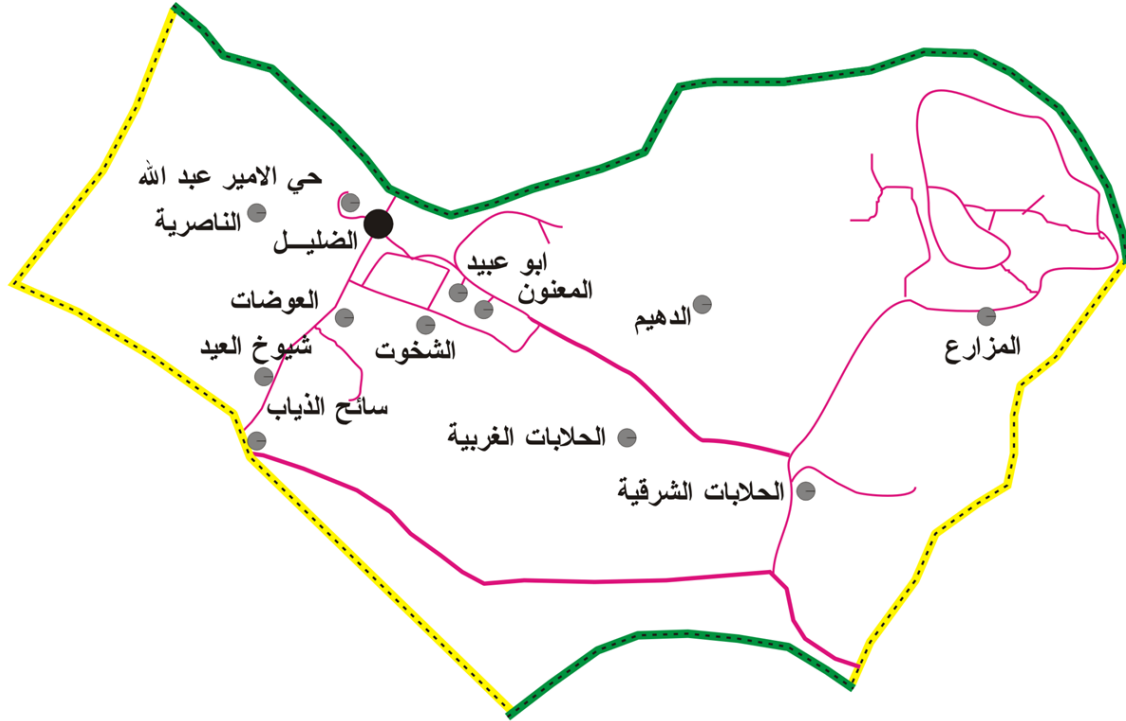 حي الامير عبد الله
الناصرية
الضليـــل
ابو عبيد
المعنون
العوضات
الدهيم
الشخوت
شيوخ العيد
المزارع
سائح الذياب
الحلابات الغربية
الحلابات الشرقية